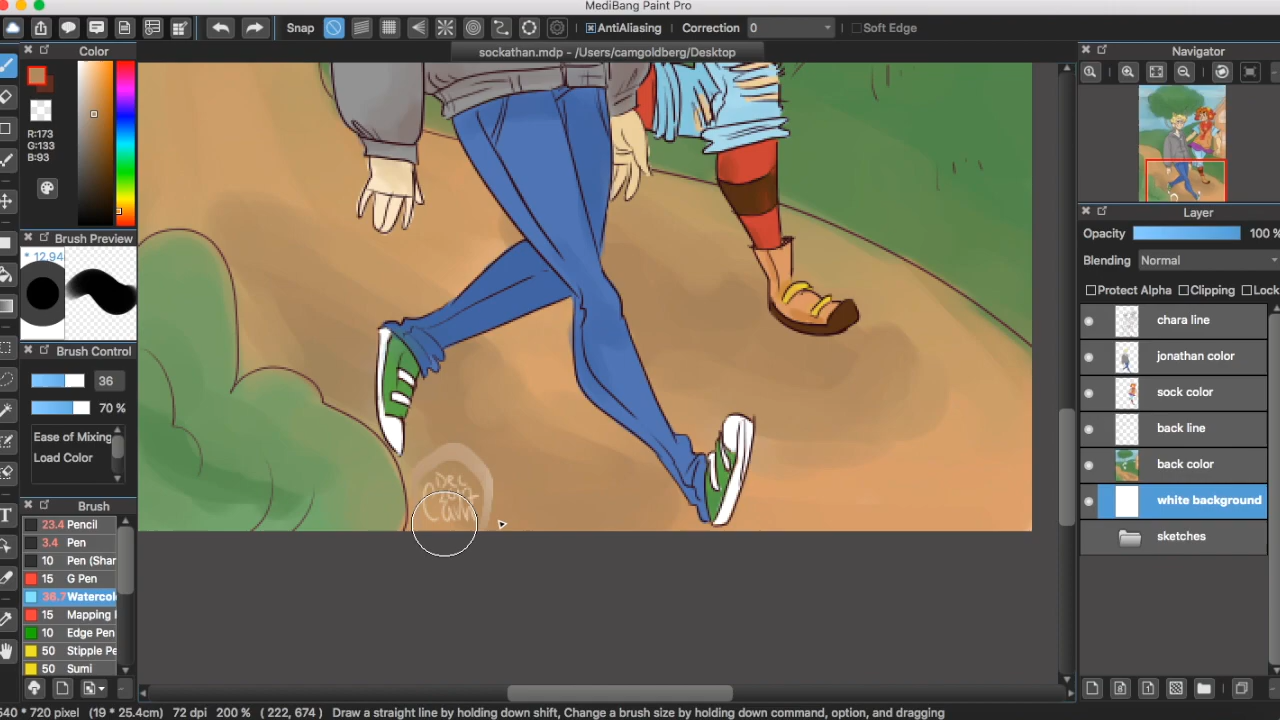 MediBang Paint Pro
Snap
AntiAliasing
Correction
0
Soft Edge
Color
sockathan.mdp - /Users/camgoldberg/Desktop
Navigator
R:173
G:133
B:93
Brush Preview
* 12.94
Brush Control
36
70 %
Ease of Mixing
Load Color
Brush
23.4 Pencil
3.4 Pen
10 Pen (Shar
15 G Pen
36.7 Waterco
15 Mapping
10 Edge Pen
50 Stipple Pe
50 Sumi
Layer
Opacity
100 %
Blending
Normal
Protect Alpha
Clipping
Lock
chara line
jonathan color
sock color
back line
back color
white background
sketches
Dec
2017
Cam
540 * 720 pixel (19 * 25.4cm) 72 dpi 200 % ( 222, 674 ) Draw a straight line by holding down shift, Change a brush size by holding down command, option, and dragging